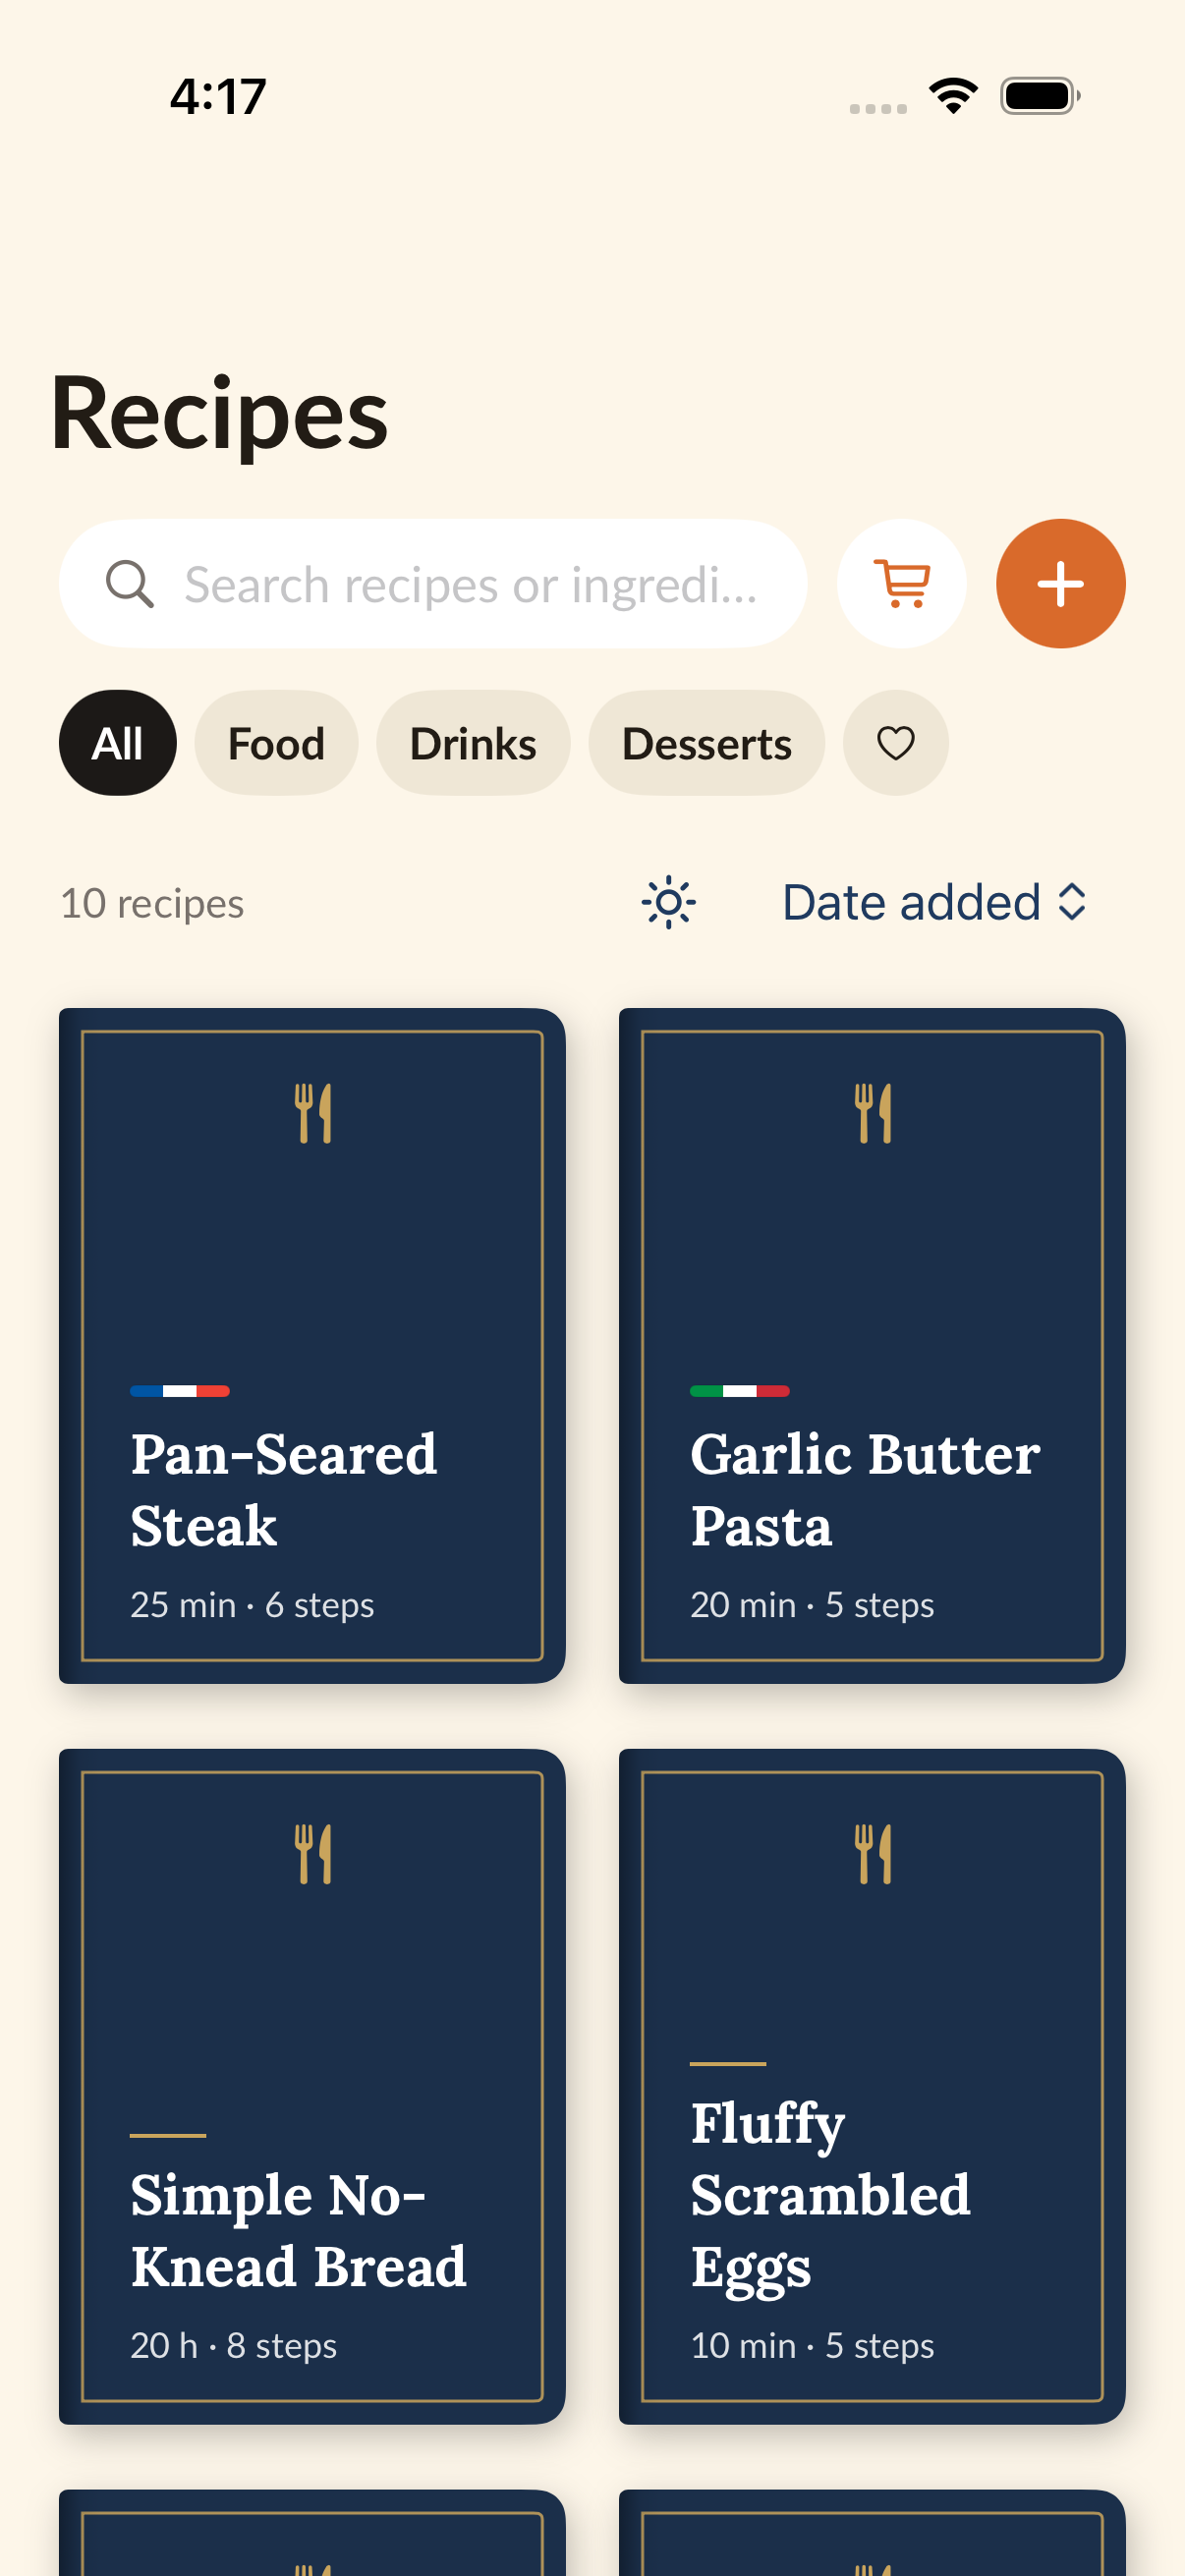 4:17
Recipes
Search recipes or ingredi...
All Food Drinks Desserts
10 recipes Date added
Pan-Seared
Steak
25 min · 6 steps
Garlic Butter
Pasta
20 min · 5 steps
Simple No-
Knead Bread
20 h · 8 steps
Fluffy
Scrambled
Eggs
10 min · 5 steps